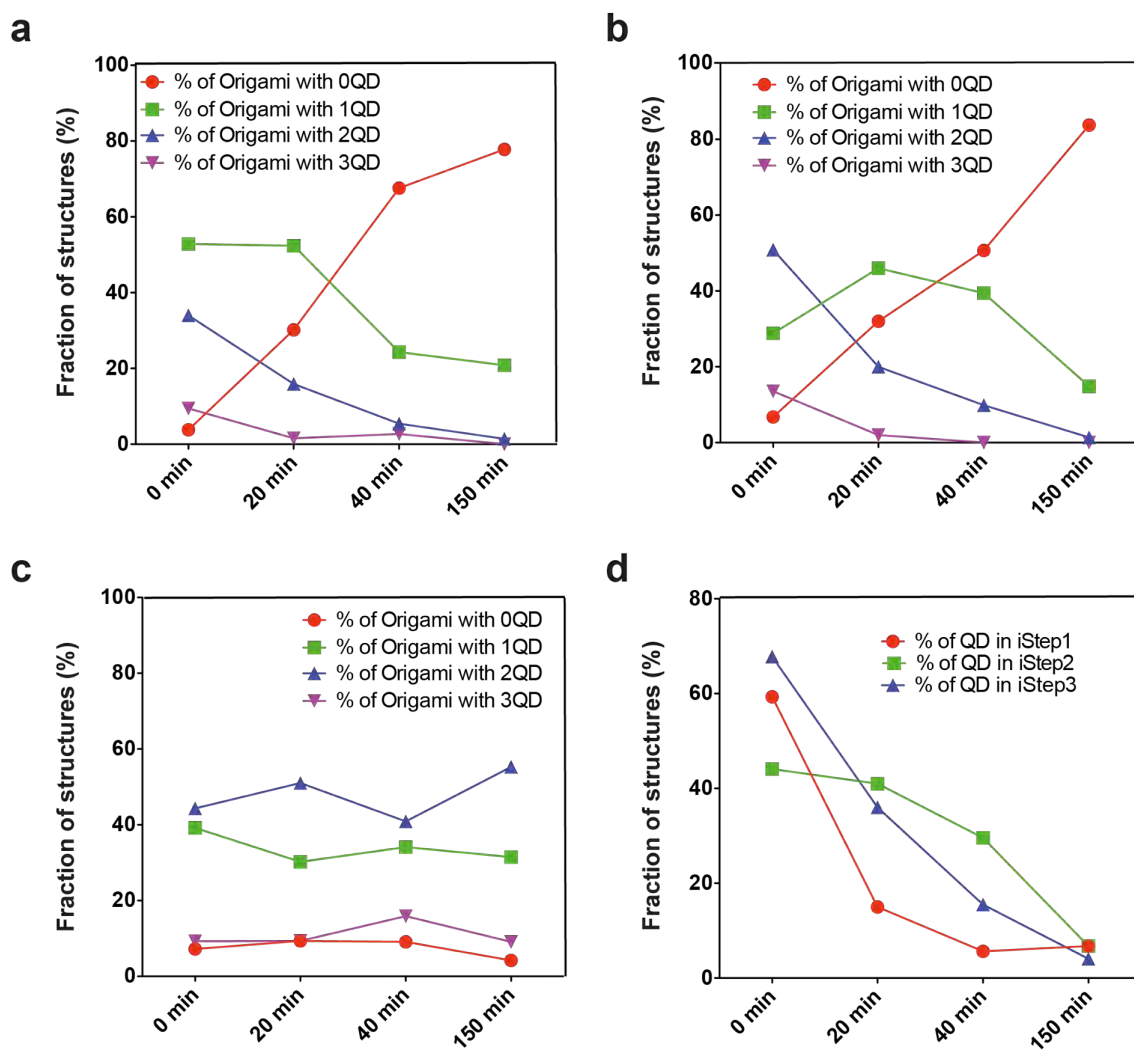 a
100
80
60
40
20
0
Fraction of structures (%)
% of Origami with 0QD
% of Origami with 1QD
% of Origami with 2QD
% of Origami with 3QD
0 min
20 min
40 min
150 min
b
100
80
60
40
20
0
Fraction of structures (%)
% of Origami with 0QD
% of Origami with 1QD
% of Origami with 2QD
% of Origami with 3QD
0 min
20 min
40 min
150 min
c
100
80
60
40
20
0
Fraction of structures (%)
% of Origami with 0QD
% of Origami with 1QD
% of Origami with 2QD
% of Origami with 3QD
0 min
20 min
40 min
150 min
d
80
60
40
20
0
Fraction of structures (%)
% of QD in iStep1
% of QD in iStep2
% of QD in iStep3
0 min
20 min
40 min
150 min